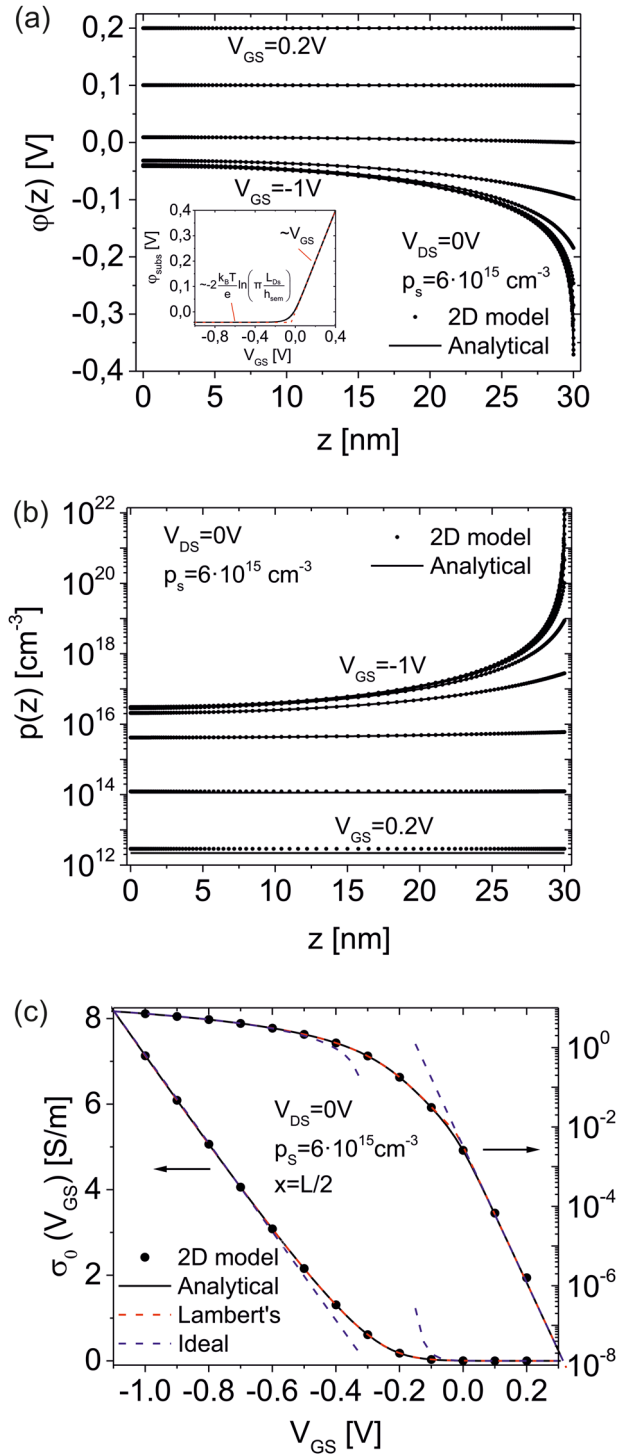 (a)
0,2
V_GS=0.2V
0,1
0,0
-0,1
-0,2
-0,3
-0,4
φ(z) [V]
V_GS=-1V
V_DS=0V
p_s=6·10^15 cm^-3
2D model
Analytical
0,4
0,3
0,2
0,1
0,0
φ_subs [V]
~V_GS
~-2 k_BT/e ln(π L_Ds/h_sem)
-0,8 -0,4 0,0 0,4
V_GS [V]
0 5 10 15 20 25 30
z [nm]
(b)
10^22
10^20
10^18
10^16
10^14
10^12
p(z) [cm^-3]
V_DS=0V
p_s=6·10^15 cm^-3
2D model
Analytical
V_GS=-1V
V_GS=0.2V
0 5 10 15 20 25 30
z [nm]
(c)
8
6
4
2
0
σ_0 (V_GS) [S/m]
V_DS=0V
p_S=6·10^15cm^-3
x=L/2
2D model
Analytical
Lambert's
Ideal
10^0
10^-2
10^-4
10^-6
10^-8
-1.0 -0.8 -0.6 -0.4 -0.2 0.0 0.2
V_GS [V]